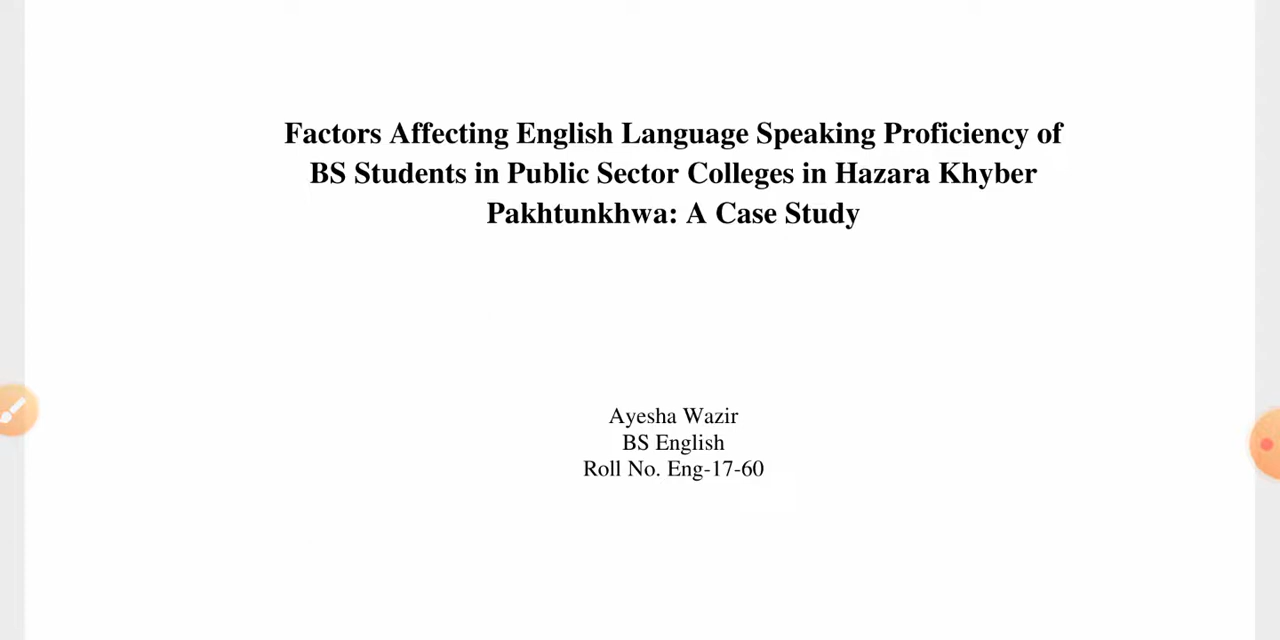 Factors Affecting English Language Speaking Proficiency of
BS Students in Public Sector Colleges in Hazara Khyber
Pakhtunkhwa: A Case Study
Ayesha Wazir
BS English
Roll No. Eng-17-60